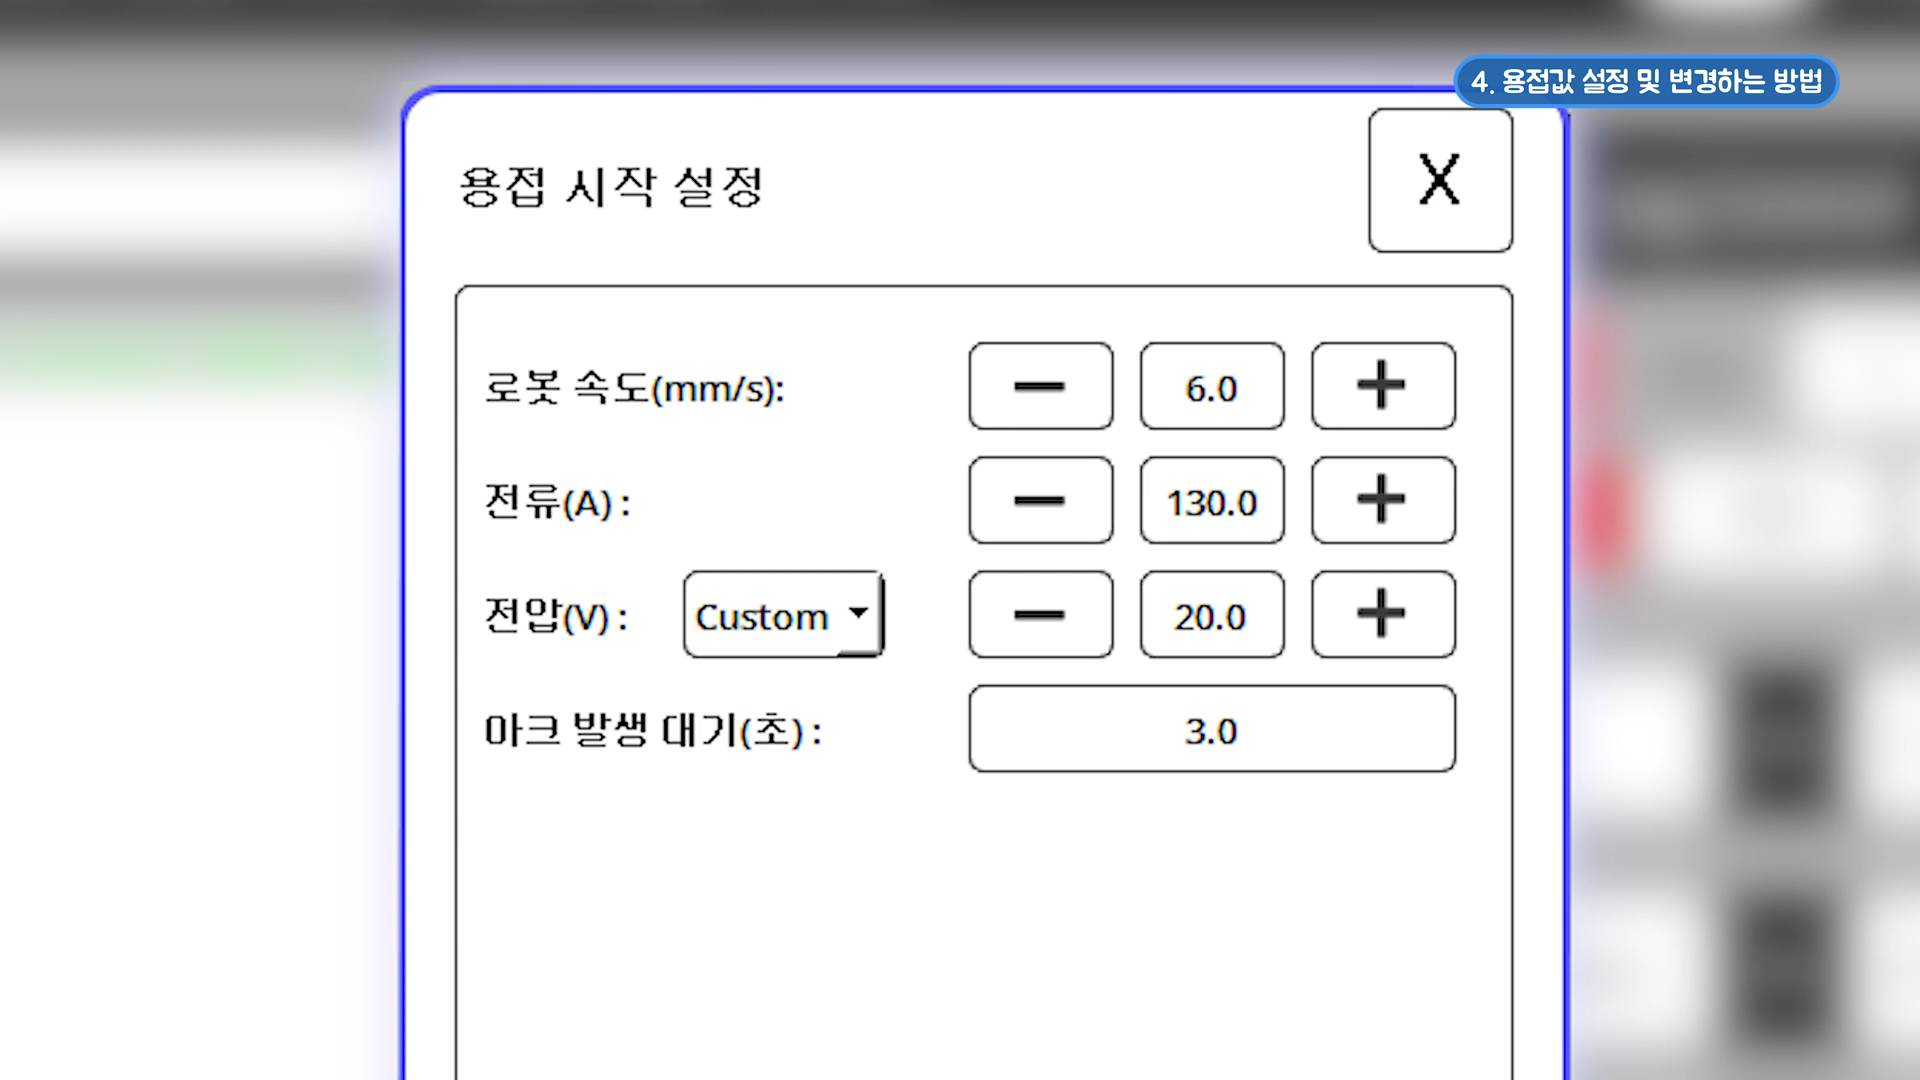 4. 용접값 설정 및 변경하는 방법
용접 시작 설정
X
로봇 속도(mm/s):
6.0
전류(A) :
130.0
전압(V) :
Custom
20.0
아크 발생 대기(초) :
3.0